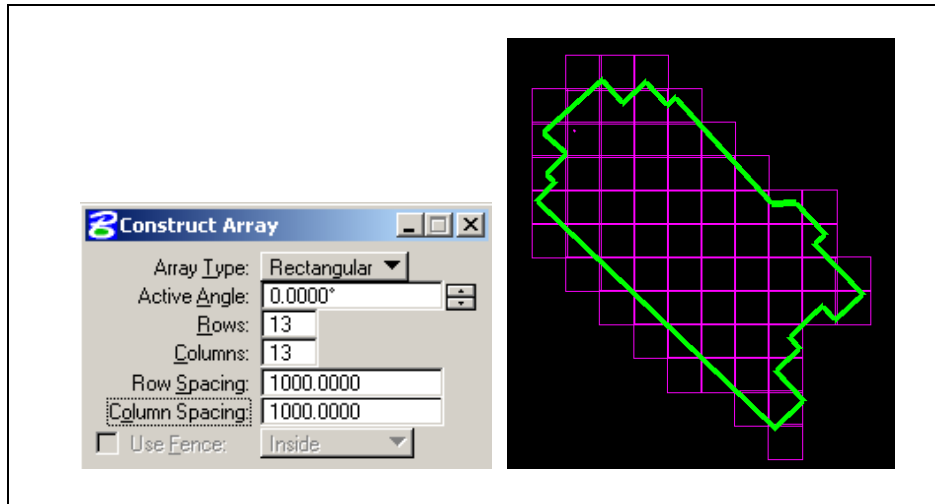 Construct Array
Array Type: Rectangular
Active Angle: 0.0000°
Rows: 13
Columns: 13
Row Spacing: 1000.0000
Column Spacing: 1000.0000
Use Fence: Inside